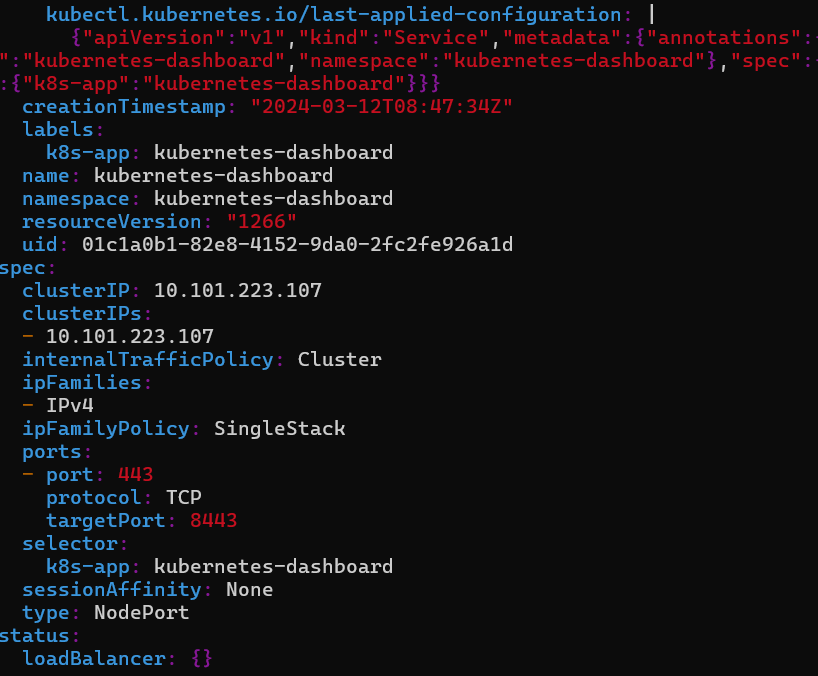 kubectl.kubernetes.io/last-applied-configuration: |
      {"apiVersion":"v1","kind":"Service","metadata":{"annotations":
":"kubernetes-dashboard","namespace":"kubernetes-dashboard"},"spec":
:{"k8s-app":"kubernetes-dashboard"}}}
  creationTimestamp: "2024-03-12T08:47:34Z"
  labels:
    k8s-app: kubernetes-dashboard
  name: kubernetes-dashboard
  namespace: kubernetes-dashboard
  resourceVersion: "1266"
  uid: 01c1a0b1-82e8-4152-9da0-2fc2fe926a1d
spec:
  clusterIP: 10.101.223.107
  clusterIPs:
  - 10.101.223.107
  internalTrafficPolicy: Cluster
  ipFamilies:
  - IPv4
  ipFamilyPolicy: SingleStack
  ports:
  - port: 443
    protocol: TCP
    targetPort: 8443
  selector:
    k8s-app: kubernetes-dashboard
  sessionAffinity: None
  type: NodePort
status:
  loadBalancer: {}